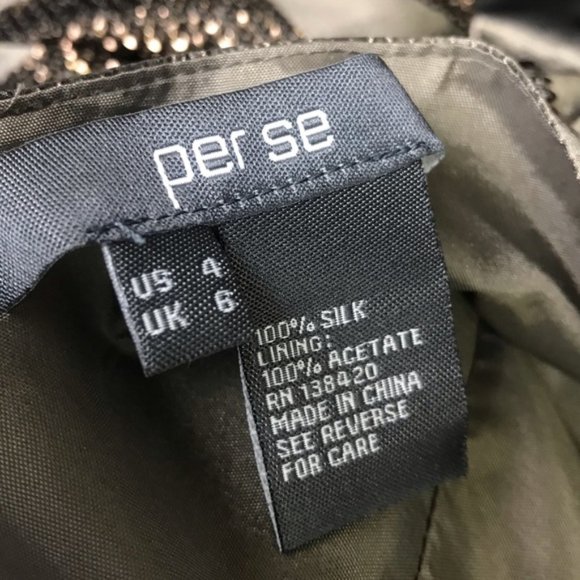 per se
US 4
UK 6
100% SILK
LINING:
100% ACETATE
RN 138420
MADE IN CHINA
SEE REVERSE
FOR CARE